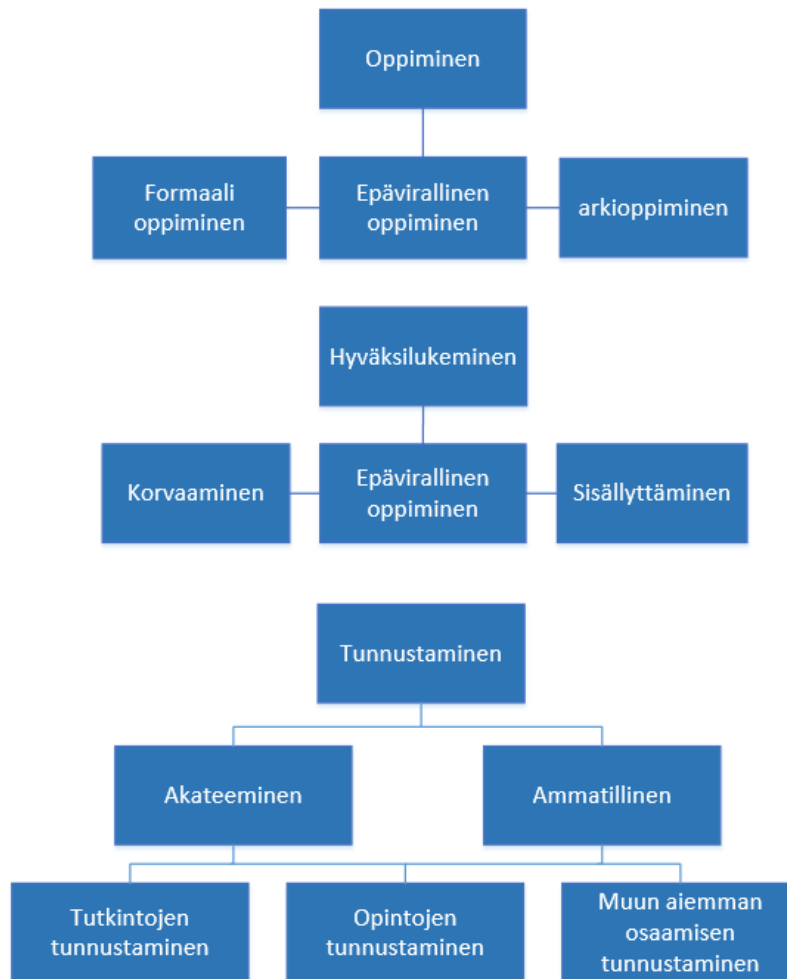 Oppiminen
Formaali
oppiminen
Epävirallinen
oppiminen
arkioppiminen
Hyväksilukeminen
Korvaaminen
Epävirallinen
oppiminen
Sisällyttäminen
Tunnustaminen
Akateeminen
Ammatillinen
Tutkintojen
tunnustaminen
Opintojen
tunnustaminen
Muun aiemman
osaamisen
tunnustaminen